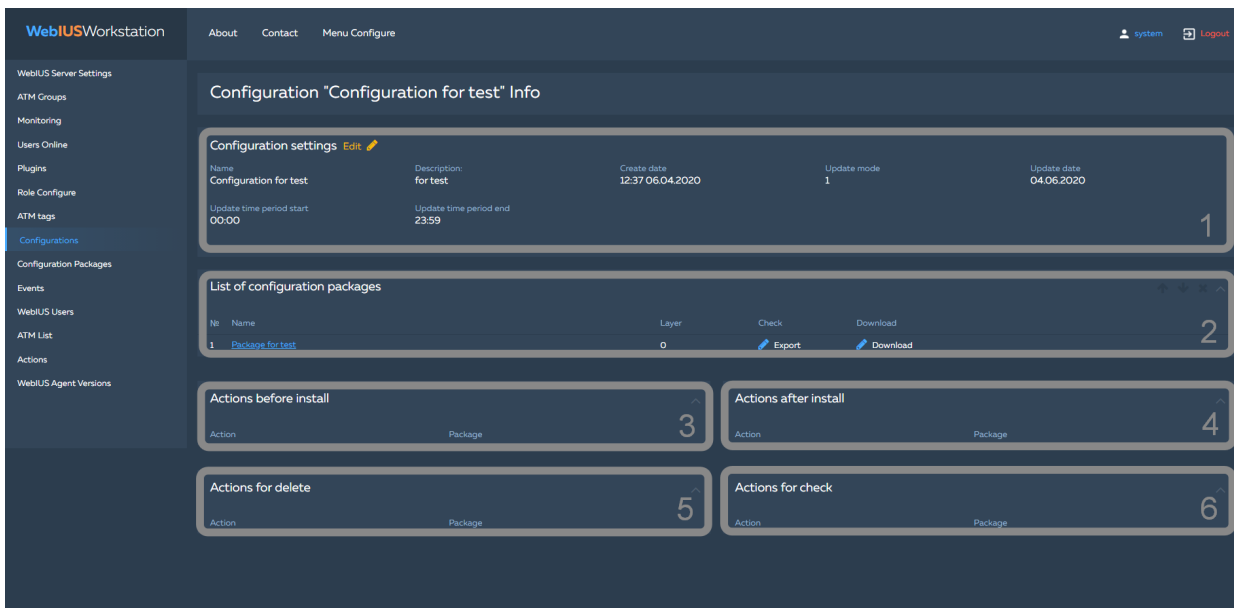 WebIUSWorkstation
About Contact Menu Configure
system Logout
WebIUS Server Settings
ATM Groups
Monitoring
Users Online
Plugins
Role Configure
ATM tags
Configurations
Configuration Packages
Events
WebIUS Users
ATM List
Actions
WebIUS Agent Versions
Configuration "Configuration for test" Info
Configuration settings Edit
Name Description: Create date Update mode Update date
Configuration for test for test 12:37 06.04.2020 1 04.06.2020
Update time period start Update time period end
00:00 23:59
1
List of configuration packages
№ Name Layer Check Download
1 Package for test 0 Export Download
2
Actions before install
Action Package
3
Actions after install
Action Package
4
Actions for delete
Action Package
5
Actions for check
Action Package
6